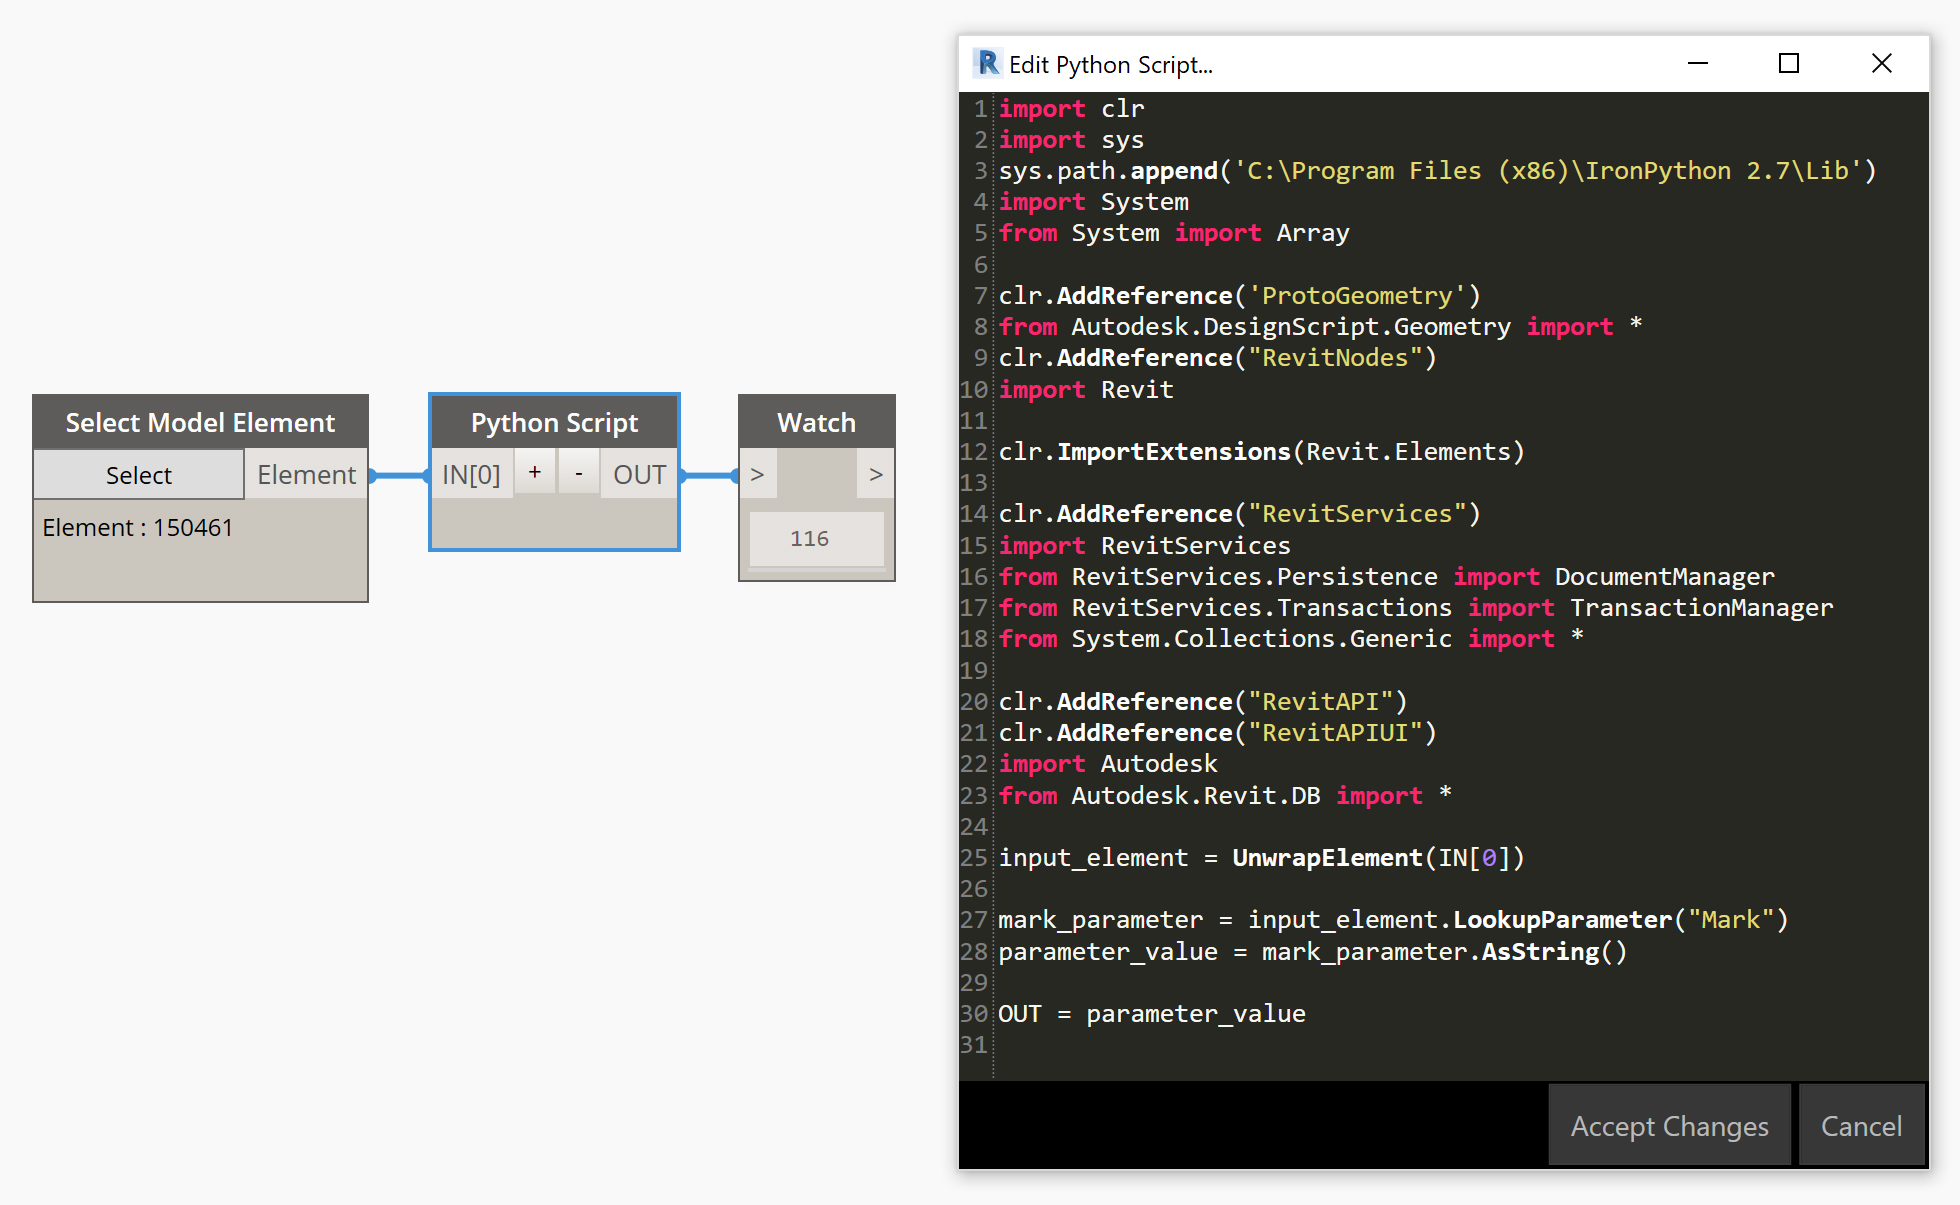 Select Model Element
Select
Element
Element : 150461
Python Script
IN[0]
+
-
OUT
Watch
>
>
116
R Edit Python Script...
1 import clr
2 import sys
3 sys.path.append('C:\Program Files (x86)\IronPython 2.7\Lib')
4 import System
5 from System import Array
6
7 clr.AddReference('ProtoGeometry')
8 from Autodesk.DesignScript.Geometry import *
9 clr.AddReference("RevitNodes")
10 import Revit
11
12 clr.ImportExtensions(Revit.Elements)
13
14 clr.AddReference("RevitServices")
15 import RevitServices
16 from RevitServices.Persistence import DocumentManager
17 from RevitServices.Transactions import TransactionManager
18 from System.Collections.Generic import *
19
20 clr.AddReference("RevitAPI")
21 clr.AddReference("RevitAPIUI")
22 import Autodesk
23 from Autodesk.Revit.DB import *
24
25 input_element = UnwrapElement(IN[0])
26
27 mark_parameter = input_element.LookupParameter("Mark")
28 parameter_value = mark_parameter.AsString()
29
30 OUT = parameter_value
31
Accept Changes
Cancel